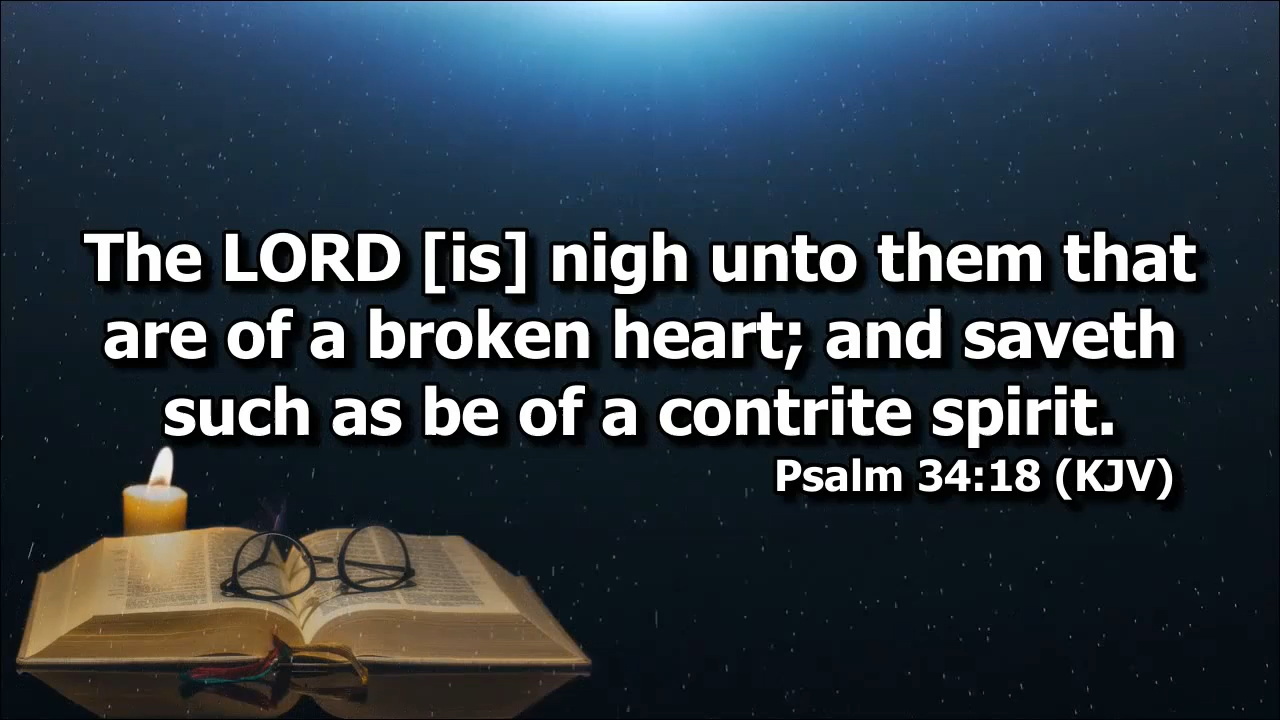 The LORD [is] nigh unto them that
are of a broken heart; and saveth
such as be of a contrite spirit.
Psalm 34:18 (KJV)